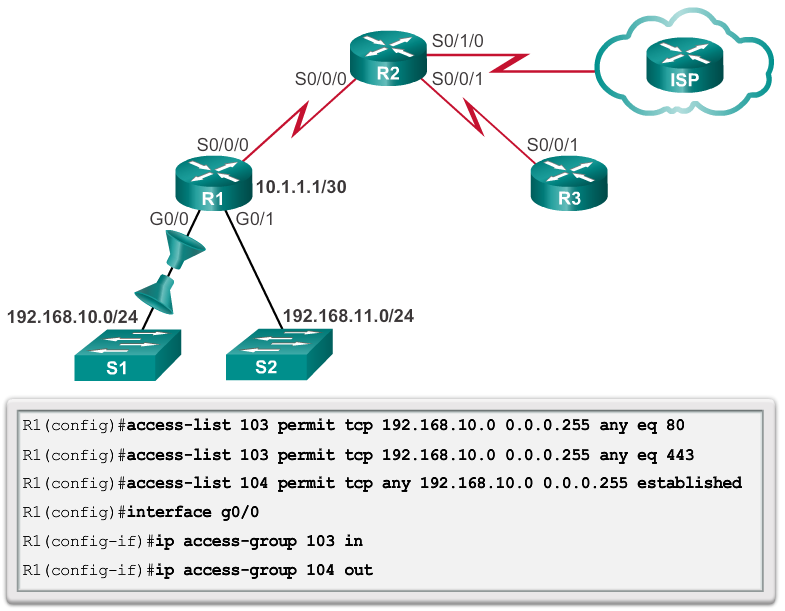 S0/1/0
R2
ISP
S0/0/0
S0/0/1
S0/0/0
S0/0/1
R1
10.1.1.1/30
R3
G0/0
G0/1
192.168.10.0/24
192.168.11.0/24
S1
S2
R1(config)#access-list 103 permit tcp 192.168.10.0 0.0.0.255 any eq 80
R1(config)#access-list 103 permit tcp 192.168.10.0 0.0.0.255 any eq 443
R1(config)#access-list 104 permit tcp any 192.168.10.0 0.0.0.255 established
R1(config)#interface g0/0
R1(config-if)#ip access-group 103 in
R1(config-if)#ip access-group 104 out